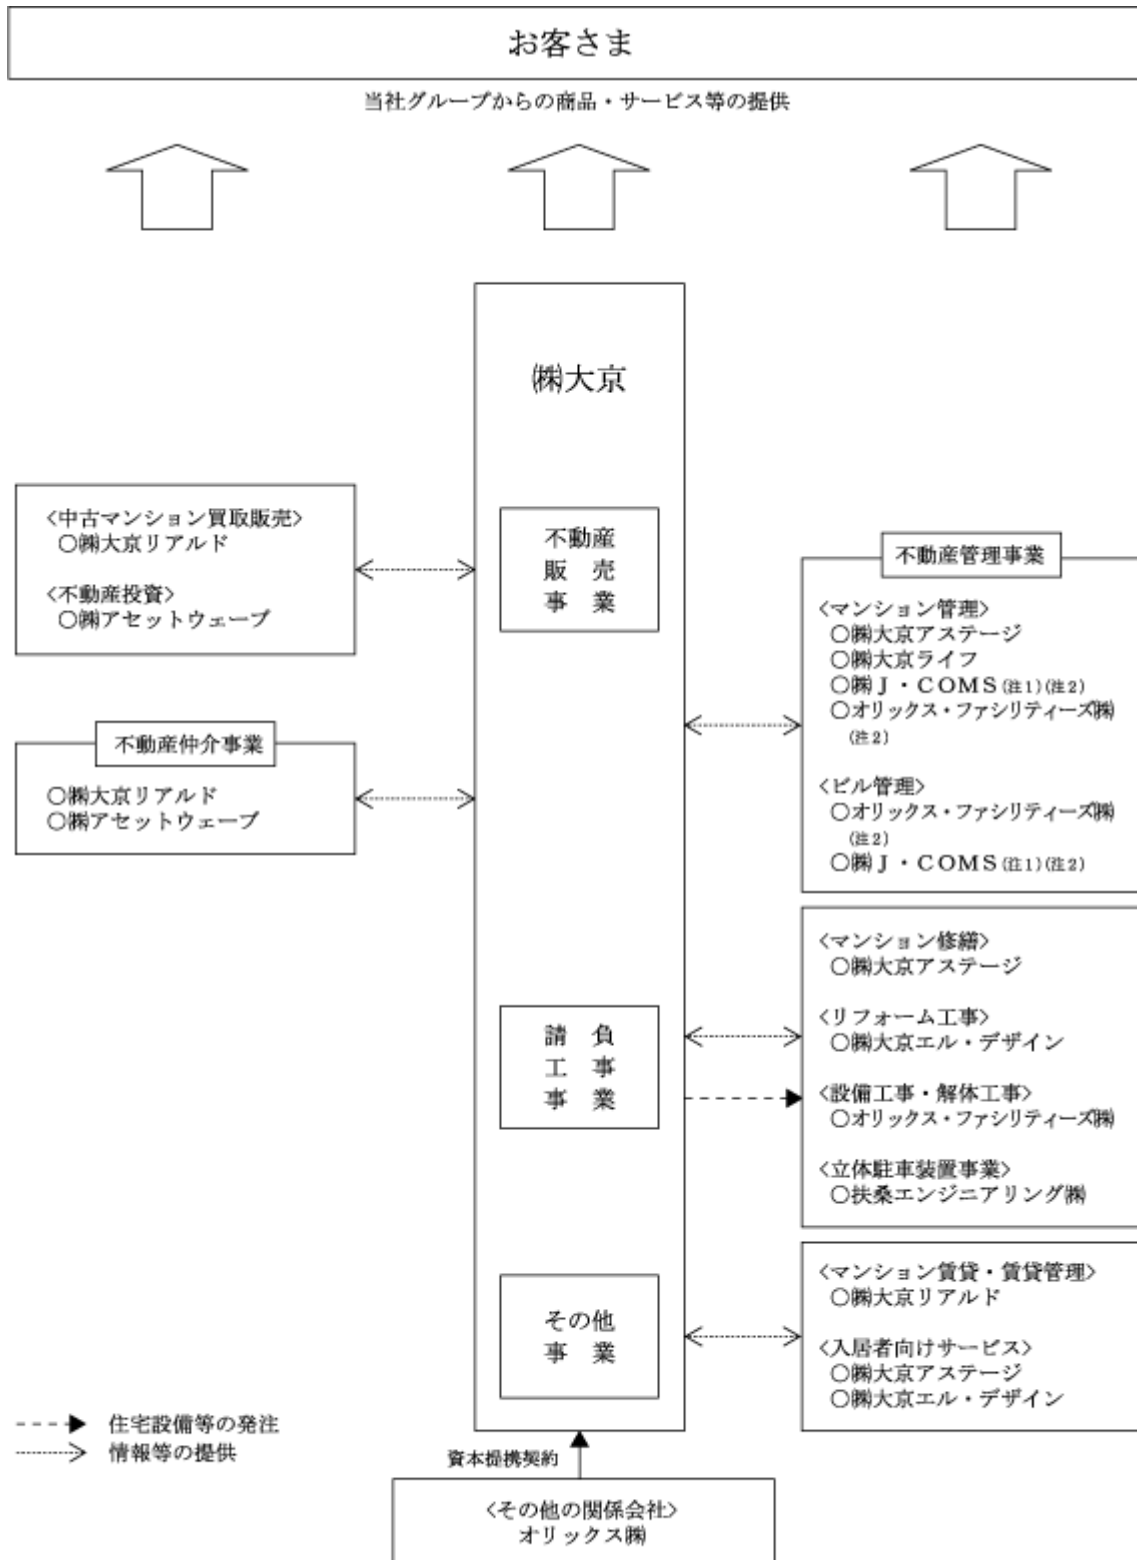 お客さま
当社グループからの商品・サービス等の提供
㈱大京
<中古マンション買取販売>
○㈱大京リアルド
<不動産投資>
○㈱アセットウェーブ
不動産
販売
事業
不動産仲介事業
○㈱大京リアルド
○㈱アセットウェーブ
不動産管理事業
<マンション管理>
○㈱大京アステージ
○㈱大京ライフ
○㈱J・COMS(注1)(注2)
○オリックス・ファシリティーズ㈱
(注2)
<ビル管理>
○オリックス・ファシリティーズ㈱
(注2)
○㈱J・COMS(注1)(注2)
請負
工事
事業
<マンション修繕>
○㈱大京アステージ
<リフォーム工事>
○㈱大京エル・デザイン
<設備工事・解体工事>
○オリックス・ファシリティーズ㈱
<立体駐車装置事業>
○扶桑エンジニアリング㈱
その他
事業
<マンション賃貸・賃貸管理>
○㈱大京リアルド
<入居者向けサービス>
○㈱大京アステージ
○㈱大京エル・デザイン
住宅設備等の発注
情報等の提供
資本提携契約
<その他の関係会社>
オリックス㈱